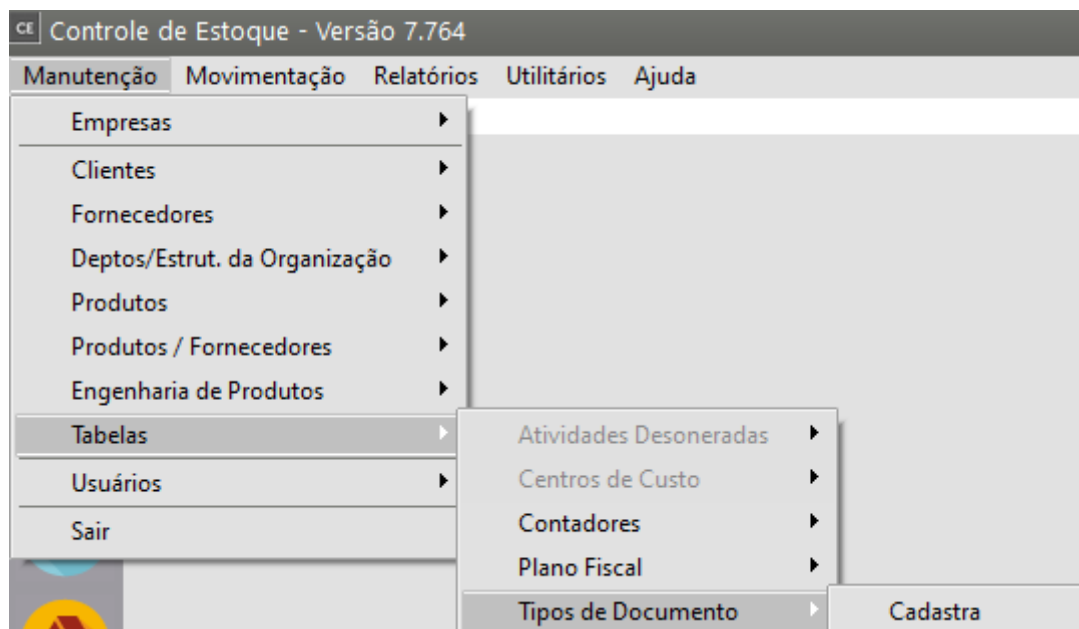 CE Controle de Estoque - Versão 7.764
Manutenção Movimentação Relatórios Utilitários Ajuda
Empresas
Clientes
Fornecedores
Deptos/Estrut. da Organização
Produtos
Produtos / Fornecedores
Engenharia de Produtos
Tabelas
Usuários
Sair
Atividades Desoneradas
Centros de Custo
Contadores
Plano Fiscal
Tipos de Documento
Cadastra